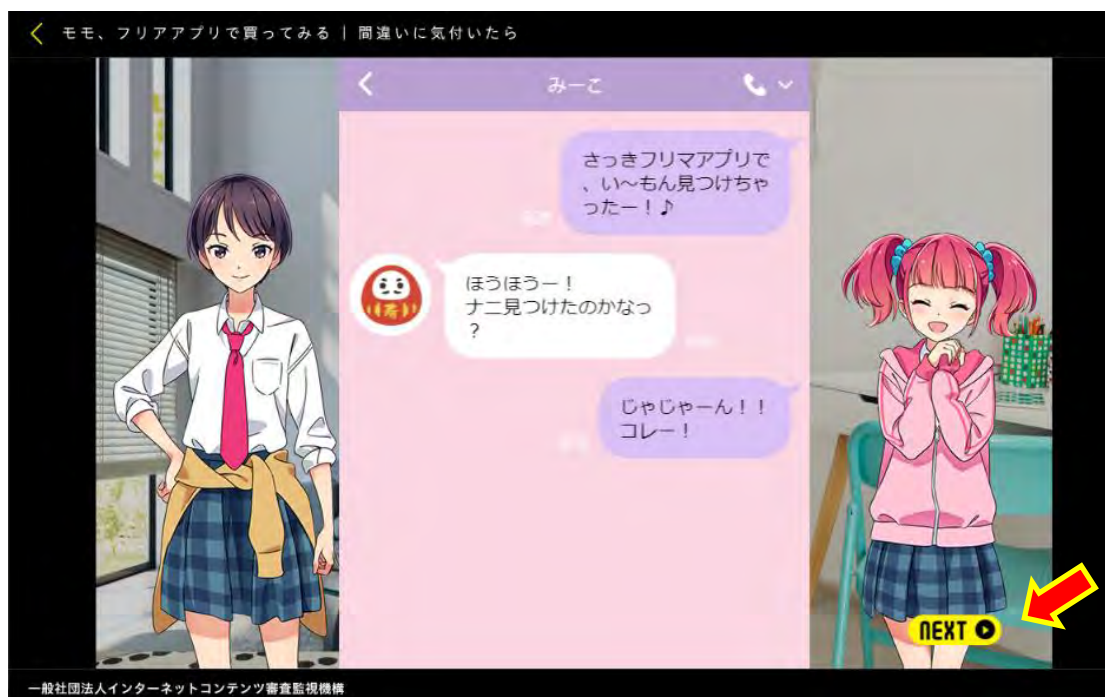 モモ、フリアアプリで買ってみる | 間違いに気付いたら
みーこ
さっきフリマアプリで
、い～もん見つけちゃ
ったー！♪
ほうほうー！
ナニ見つけたのかなっ
？
じゃじゃーん！！
コレー！
NEXT
一般社団法人インターネットコンテンツ審査監視機構